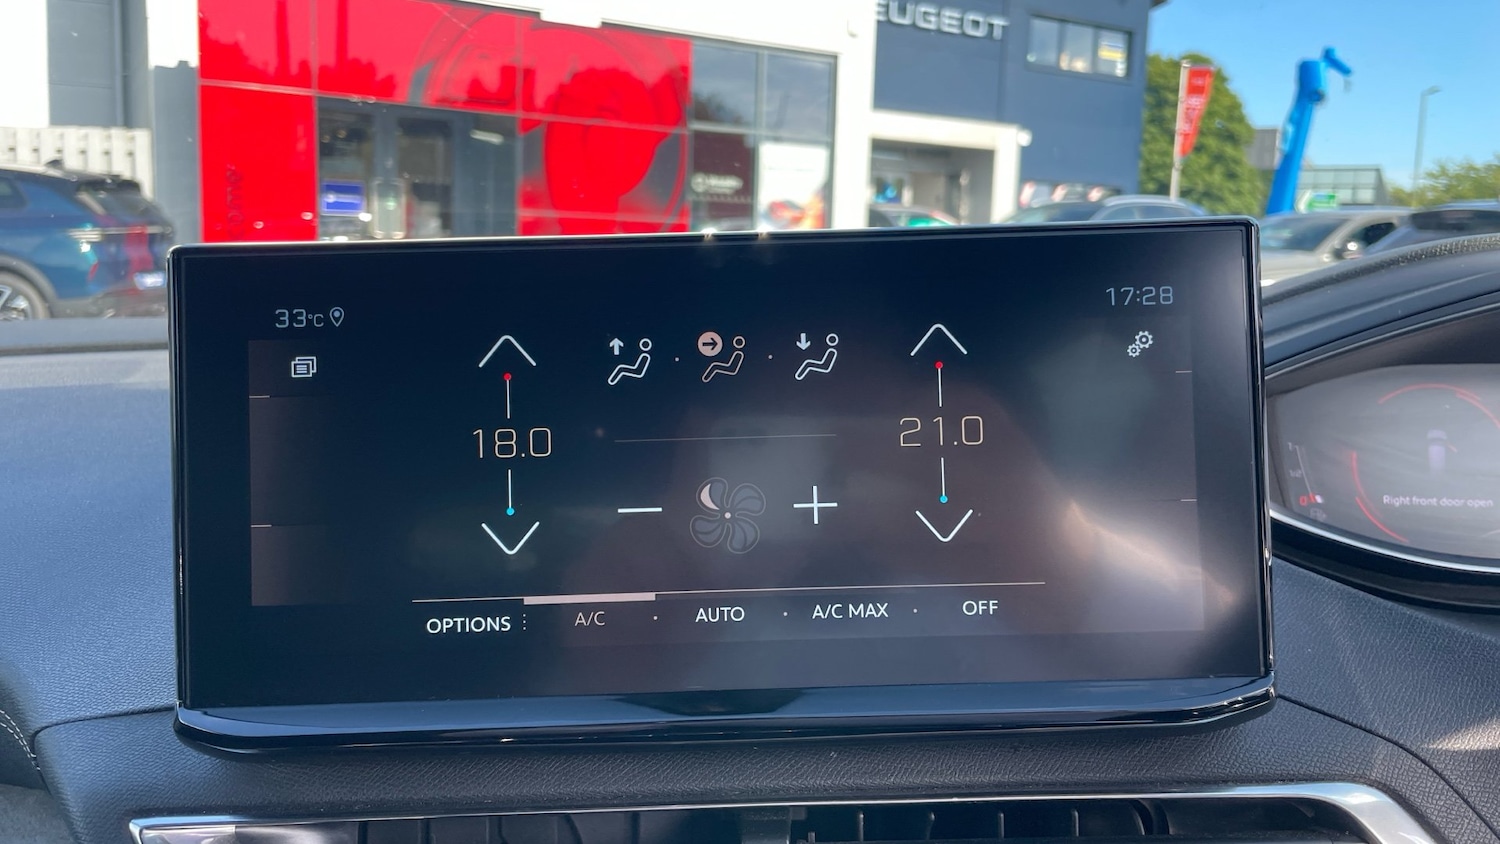 EUGEOT
33°C
17:28
18.0
21.0
OPTIONS
A/C
AUTO
A/C MAX
OFF
Right front door open